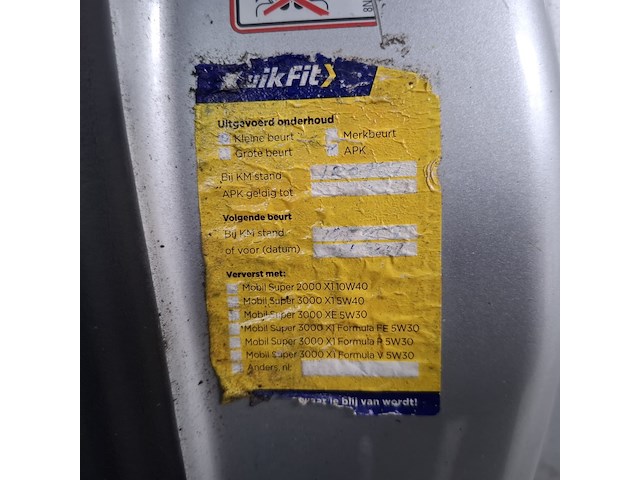 wikFit
Uitgevoerd onderhoud
Kleine beurt
Merkbeurt
Grote beurt
APK
Bij KM stand
APK geldig tot
Volgende beurt
Bij KM stand
of voor (datum)
Ververst met:
Mobil Super 2000 X1 10W40
Mobil Super 3000 X1 5W40
Mobil Super 3000 XE 5W30
Mobil Super 3000 X1 Formula FE 5W30
Mobil Super 3000 X1 Formula R 5W30
Mobil Super 3000 X1 Formula V 5W30
Anders, nl:
je blij van wordt!